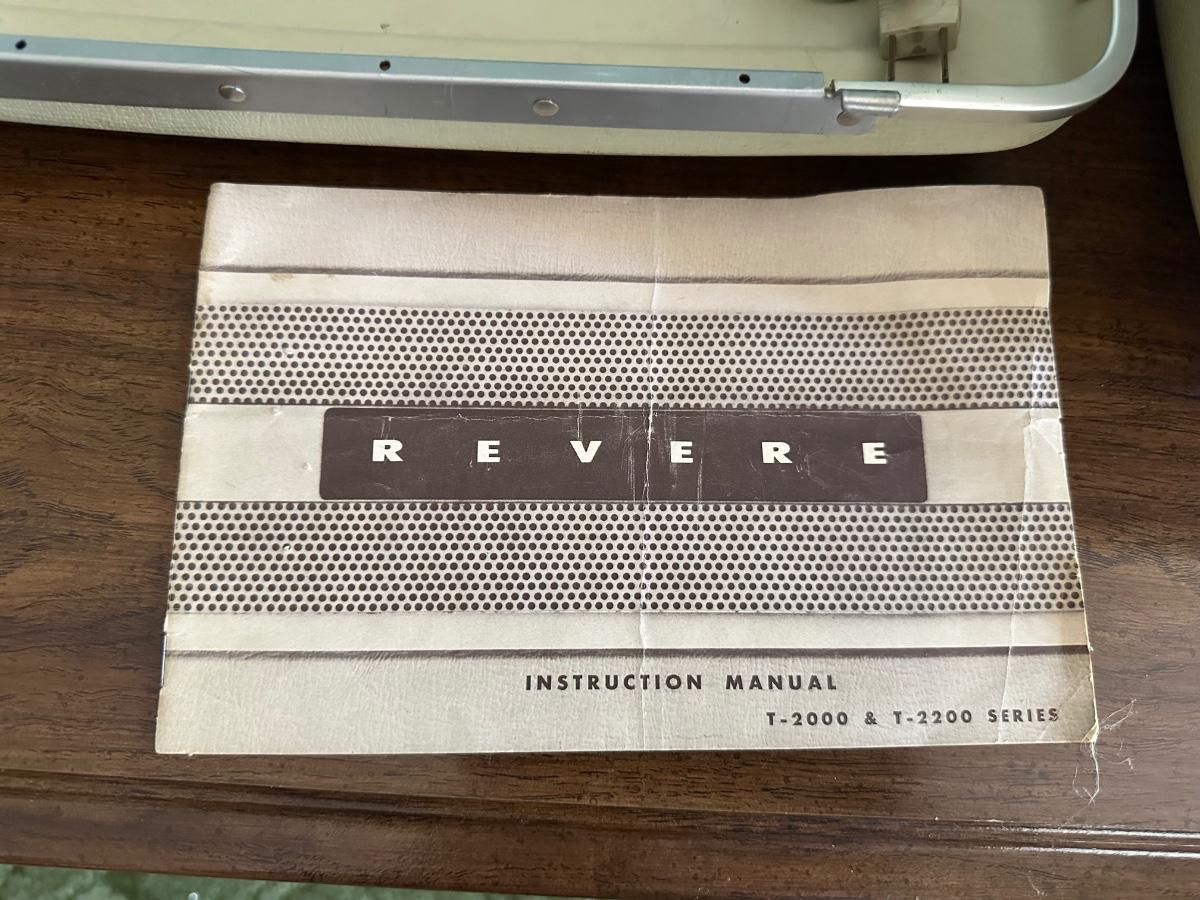 REVERE
INSTRUCTION MANUAL
T-2000 & T-2200 SERIES